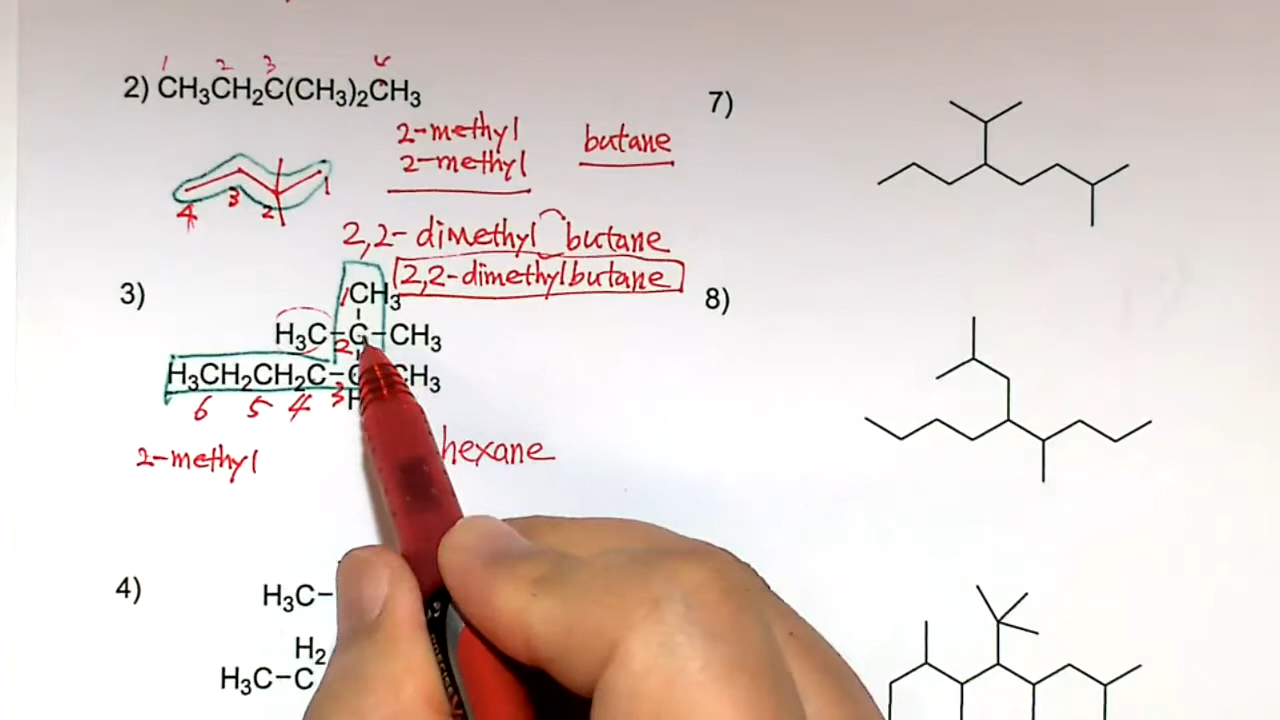 1 2 3 4
2) CH3CH2C(CH3)2CH3
2-methyl
2-methyl
butane
4 3 2 1
2,2- dimethyl butane
2,2-dimethylbutane
3)
1CH3
H3C-C-CH3
2
H3CH2CH2C-C CH3
6 5 4 3 H
2-methyl hexane
4)
H3C-
H2
H3C-C
7)
8)